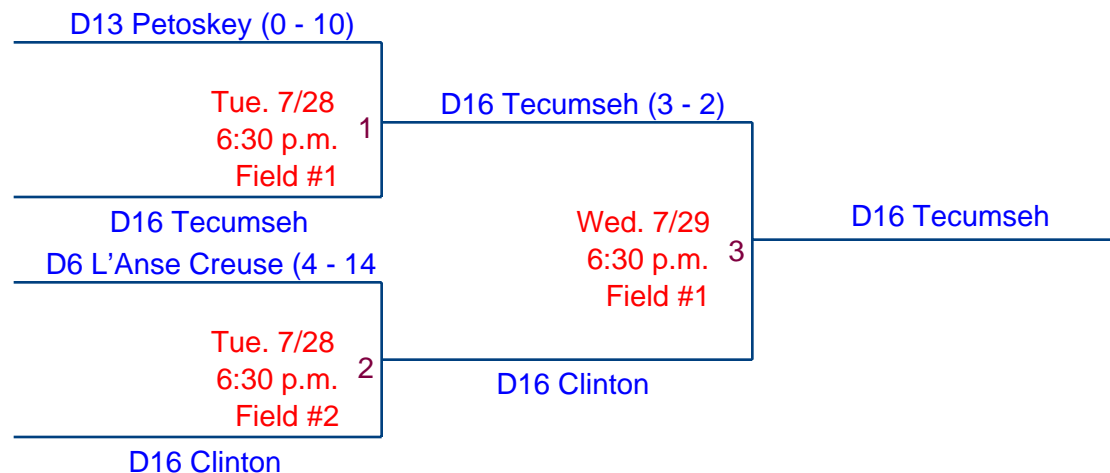 D13 Petoskey (0 - 10)
Tue. 7/28
6:30 p.m.
Field #1
1
D16 Tecumseh
D16 Tecumseh (3 - 2)
D6 L'Anse Creuse (4 - 14
Tue. 7/28
6:30 p.m.
Field #2
2
D16 Clinton
Wed. 7/29
6:30 p.m.
Field #1
3
D16 Clinton
D16 Tecumseh